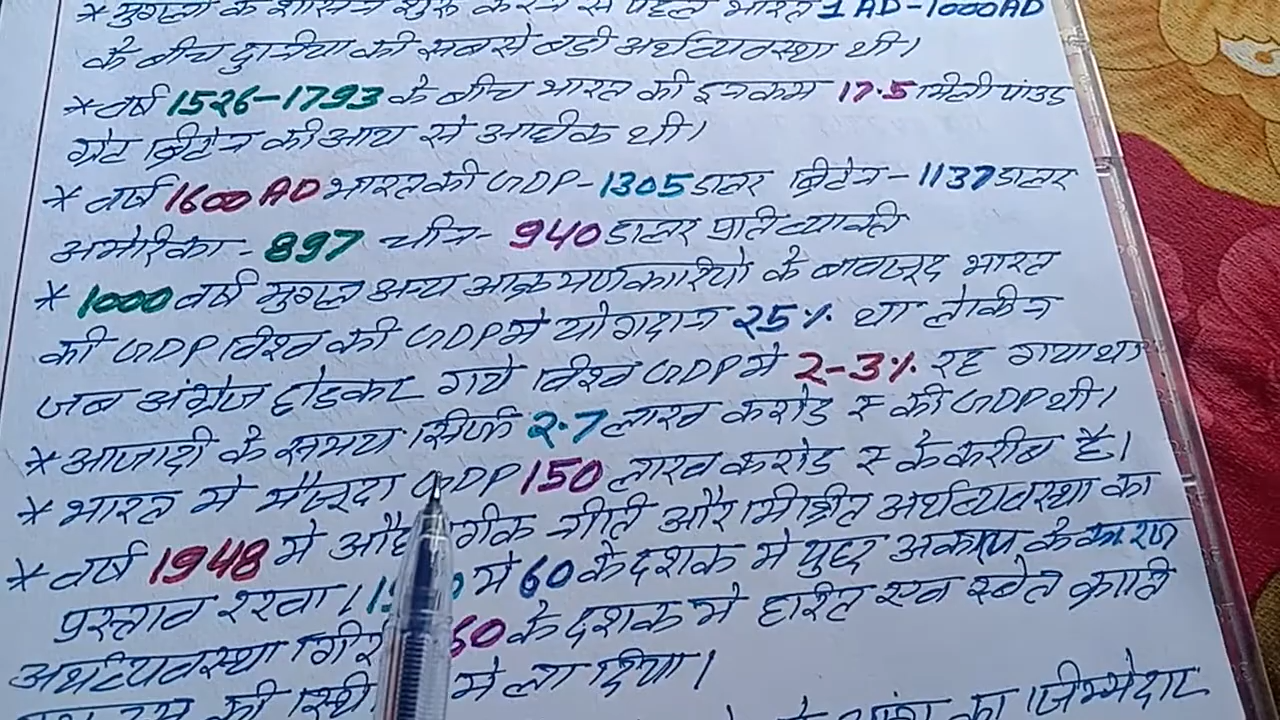 * मुगलो के शासन शुरू करने से पहले भारत 1 AD-1000AD
के बीच दुनिया की सबसे बडी अर्थव्यवस्था थी।
* वर्ष 1526-1793 के बीच भारत की इनकम 17.5 मिली पांउड
ग्रेट ब्रिटेन की आय से अधिक थी।
* वर्ष 1600 AD भारत की GDP-1305 डालर ब्रिटेन-1137 डालर
अमेरिका- 897 चीन- 940 डालर प्रति व्यक्ति
* 1000 वर्ष मुगल अन्य आक्रमणकारियो के बावजूद भारत
की GDP विश्व की GDP मे योगदान 25% था लेकिन
जब अंग्रेज छोडकर गये विश्व GDP मे 2-3% रह गया था
* आजादी के समय सिर्फ 2.7 लाख करोड रु की GDP थी।
* भारत मे मौजूदा GDP 150 लाख करोड रु के करीब है।
* वर्ष 1948 मे नीति और मिश्रित अर्थव्यवस्था का
प्रस्ताव रखा। मे 60 के दशक मे युद्ध अकाल के कारण
अर्थव्यवस्था के दशक मे हरित एव स्वेत क्राति
की मे ला दिया।
का जिम्मेदार